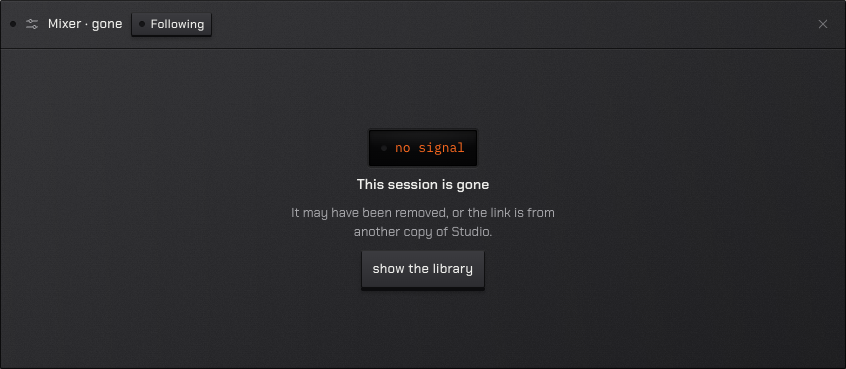 Mixer · gone
Following
no signal
This session is gone
It may have been removed, or the link is from
another copy of Studio.
show the library